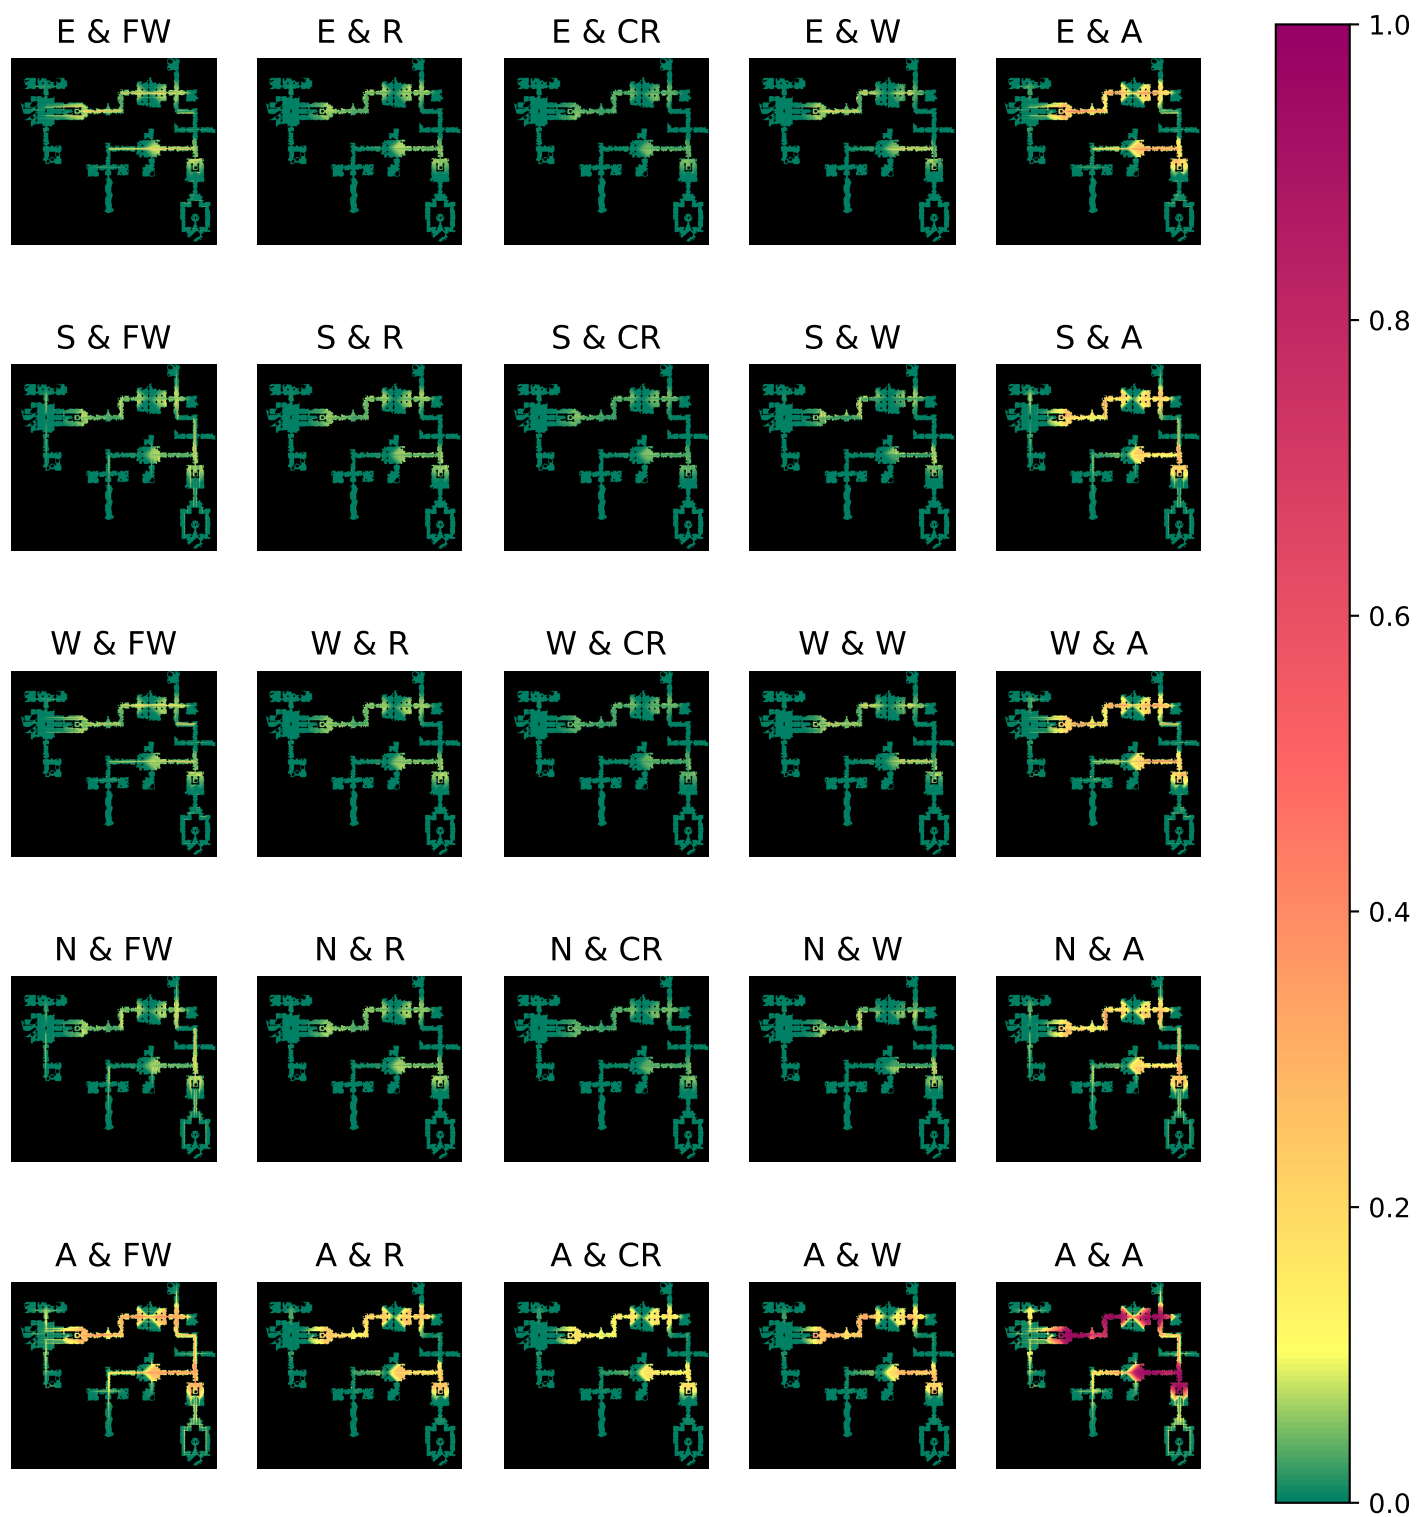 E & FW
E & R
E & CR
E & W
E & A
S & FW
S & R
S & CR
S & W
S & A
W & FW
W & R
W & CR
W & W
W & A
N & FW
N & R
N & CR
N & W
N & A
A & FW
A & R
A & CR
A & W
A & A
1.0
0.8
0.6
0.4
0.2
0.0